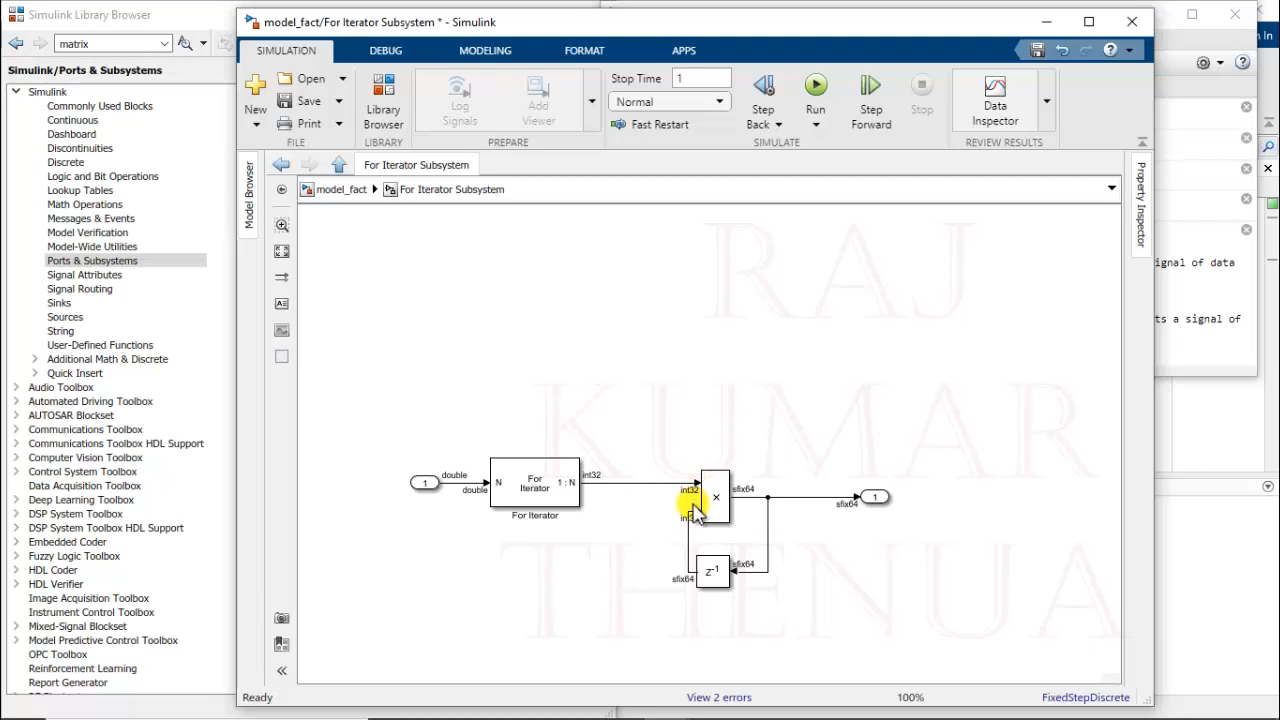 Simulink Library Browser
matrix
Simulink/Ports & Subsystems
Simulink
Commonly Used Blocks
Continuous
Dashboard
Discontinuities
Discrete
Logic and Bit Operations
Lookup Tables
Math Operations
Messages & Events
Model Verification
Model-Wide Utilities
Ports & Subsystems
Signal Attributes
Signal Routing
Sinks
Sources
String
User-Defined Functions
Additional Math & Discrete
Quick Insert
Audio Toolbox
Automated Driving Toolbox
AUTOSAR Blockset
Communications Toolbox
Communications Toolbox HDL Support
Computer Vision Toolbox
Control System Toolbox
Data Acquisition Toolbox
Deep Learning Toolbox
DSP System Toolbox
DSP System Toolbox HDL Support
Embedded Coder
Fuzzy Logic Toolbox
HDL Coder
HDL Verifier
Image Acquisition Toolbox
Instrument Control Toolbox
Mixed-Signal Blockset
Model Predictive Control Toolbox
OPC Toolbox
Reinforcement Learning
Report Generator
model_fact/For Iterator Subsystem * - Simulink
SIMULATION DEBUG MODELING FORMAT APPS
New
Open
Save
Print
FILE
Library Browser
LIBRARY
Log Signals
Add Viewer
PREPARE
Stop Time 1
Normal
Fast Restart
Step Back
Run
Step Forward
Stop
SIMULATE
Data Inspector
REVIEW RESULTS
Model Browser
For Iterator Subsystem
model_fact For Iterator Subsystem
Property Inspector
RAJ
KUMAR
THENUA
1 double double N For Iterator 1 : N int32
For Iterator
int32 × sfix64 sfix64 1
sfix64 z-1 sfix64
Ready View 2 errors 100% FixedStepDiscrete
In
ignal of data
ts a signal of